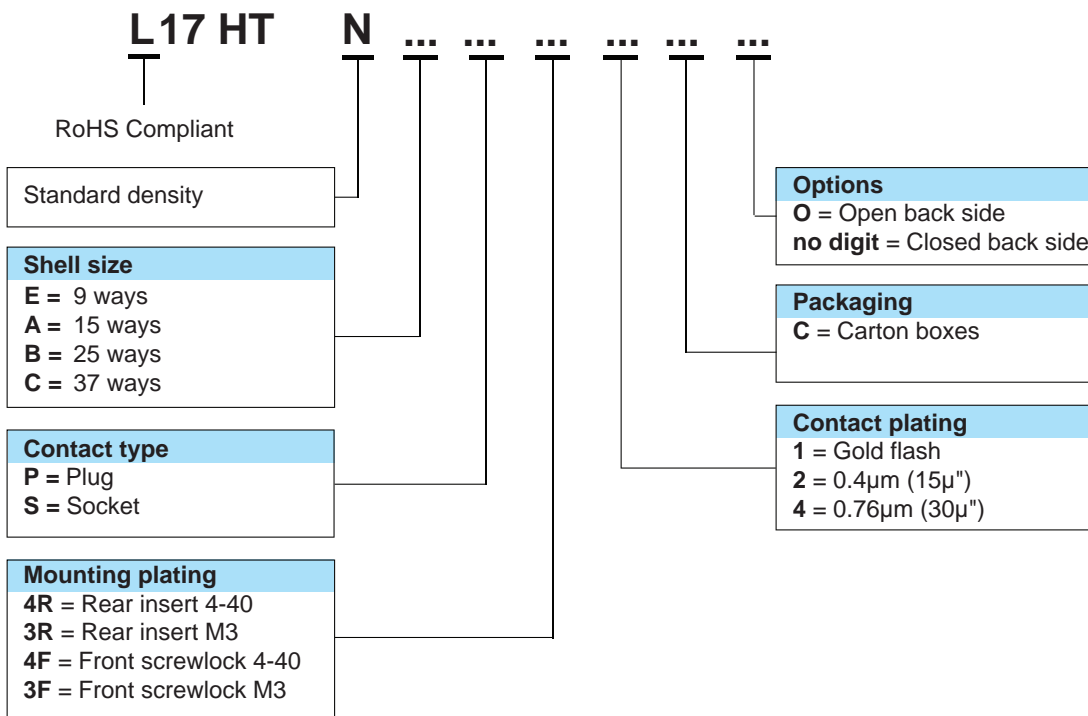 L17 HT N ... ... ... ... ... ...
RoHS Compliant
Standard density
Shell size
E = 9 ways
A = 15 ways
B = 25 ways
C = 37 ways
Contact type
P = Plug
S = Socket
Mounting plating
4R = Rear insert 4-40
3R = Rear insert M3
4F = Front screwlock 4-40
3F = Front screwlock M3
Options
O = Open back side
no digit = Closed back side
Packaging
C = Carton boxes
Contact plating
1 = Gold flash
2 = 0.4µm (15µ")
4 = 0.76µm (30µ")